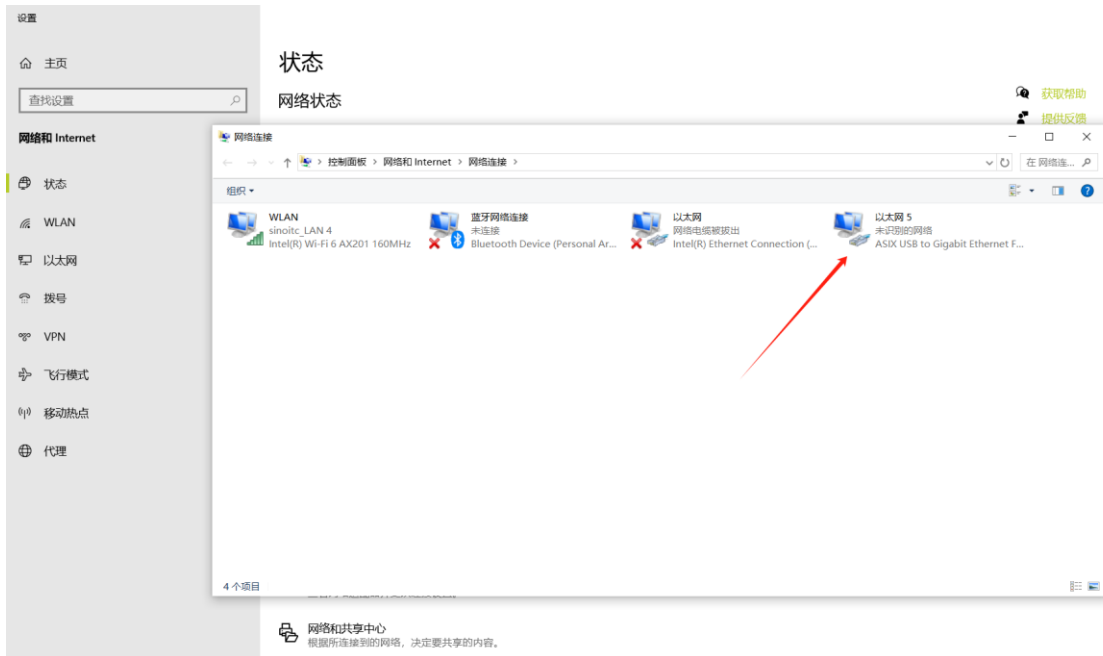 设置
主页
查找设置
网络和 Internet
状态
WLAN
以太网
拨号
VPN
飞行模式
移动热点
代理
状态
网络状态
获取帮助
提供反馈
网络连接
控制面板 › 网络和 Internet › 网络连接 ›
在 网络连...
组织
WLAN
sinoitc_LAN 4
Intel(R) Wi-Fi 6 AX201 160MHz
蓝牙网络连接
未连接
Bluetooth Device (Personal Ar...
以太网
网络电缆被拔出
Intel(R) Ethernet Connection (...
以太网 5
未识别的网络
ASIX USB to Gigabit Ethernet F...
4 个项目
网络和共享中心
根据所连接到的网络，决定要共享的内容。